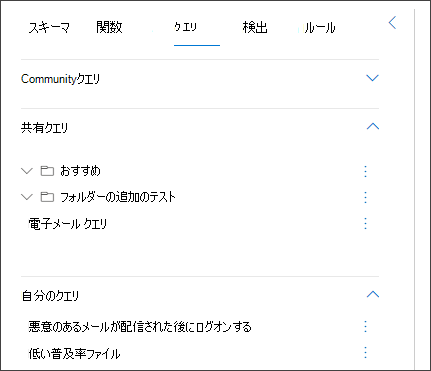 スキーマ 関数 クエリ 検出 ルール
Communityクエリ
共有クエリ
おすすめ
フォルダーの追加のテスト
電子メール クエリ
自分のクエリ
悪意のあるメールが配信された後にログオンする
低い普及率ファイル